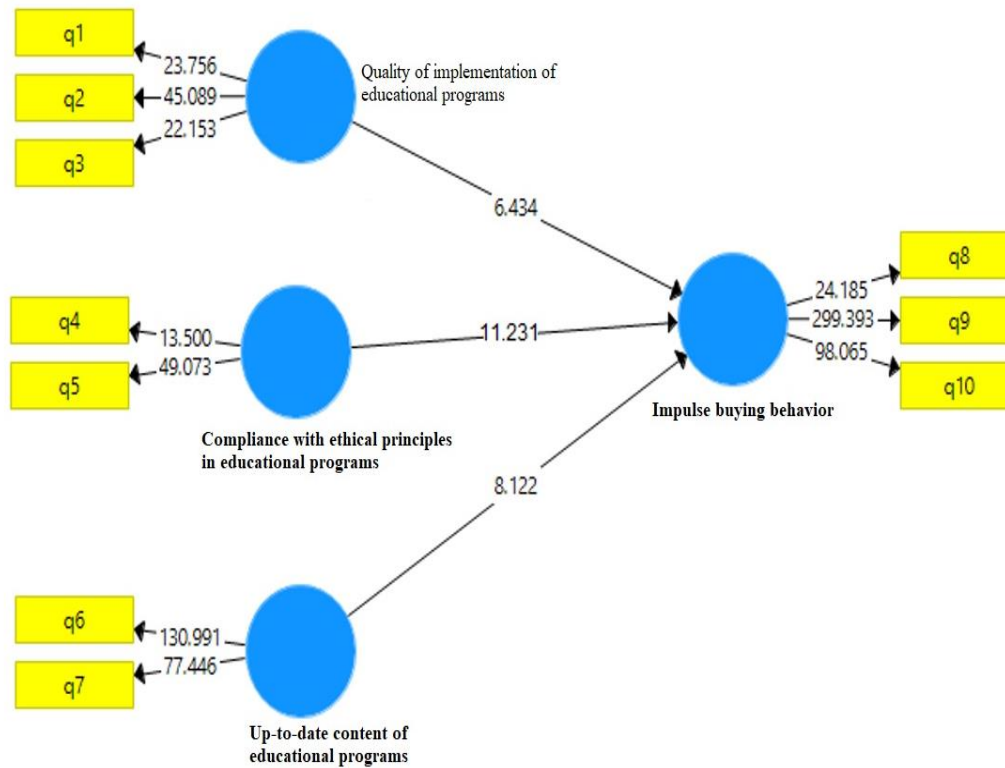 q1
23.756
Quality of implementation of
educational programs
q2
45.089
22.153
q3
6.434
q8
24.185
q4
13.500
11.231
299.393
q9
49.073
98.065
q5
q10
Compliance with ethical principles
in educational programs
Impulse buying behavior
8.122
q6
130.991
77.446
q7
Up-to-date content of
educational programs